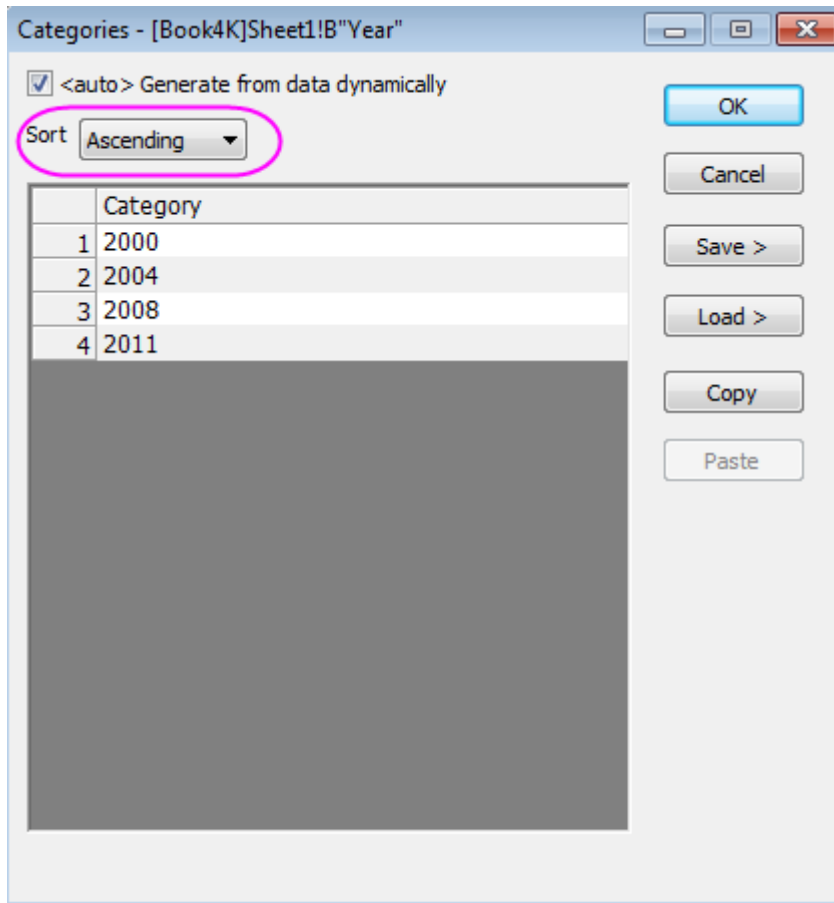 Categories - [Book4K]Sheet1!B"Year"
<auto> Generate from data dynamically
Sort Ascending
Category
1 2000
2 2004
3 2008
4 2011
OK
Cancel
Save >
Load >
Copy
Paste